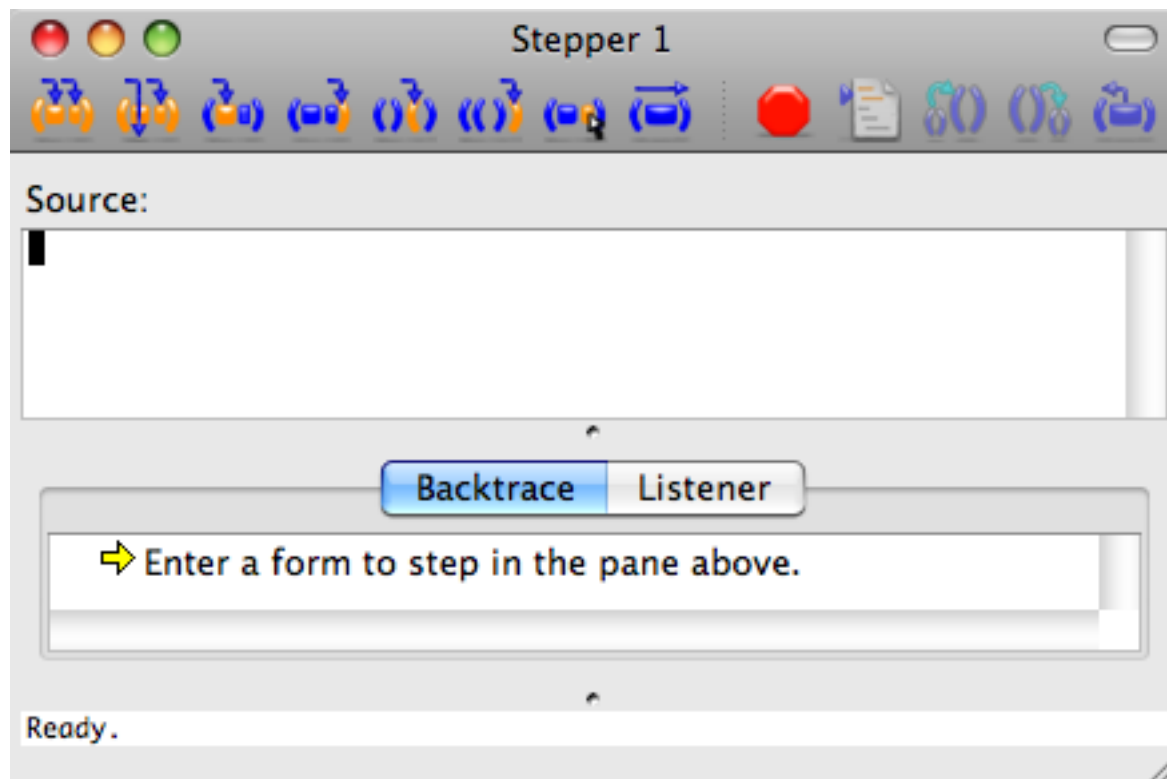 Stepper 1
Source:
Backtrace Listener
Enter a form to step in the pane above.
Ready.